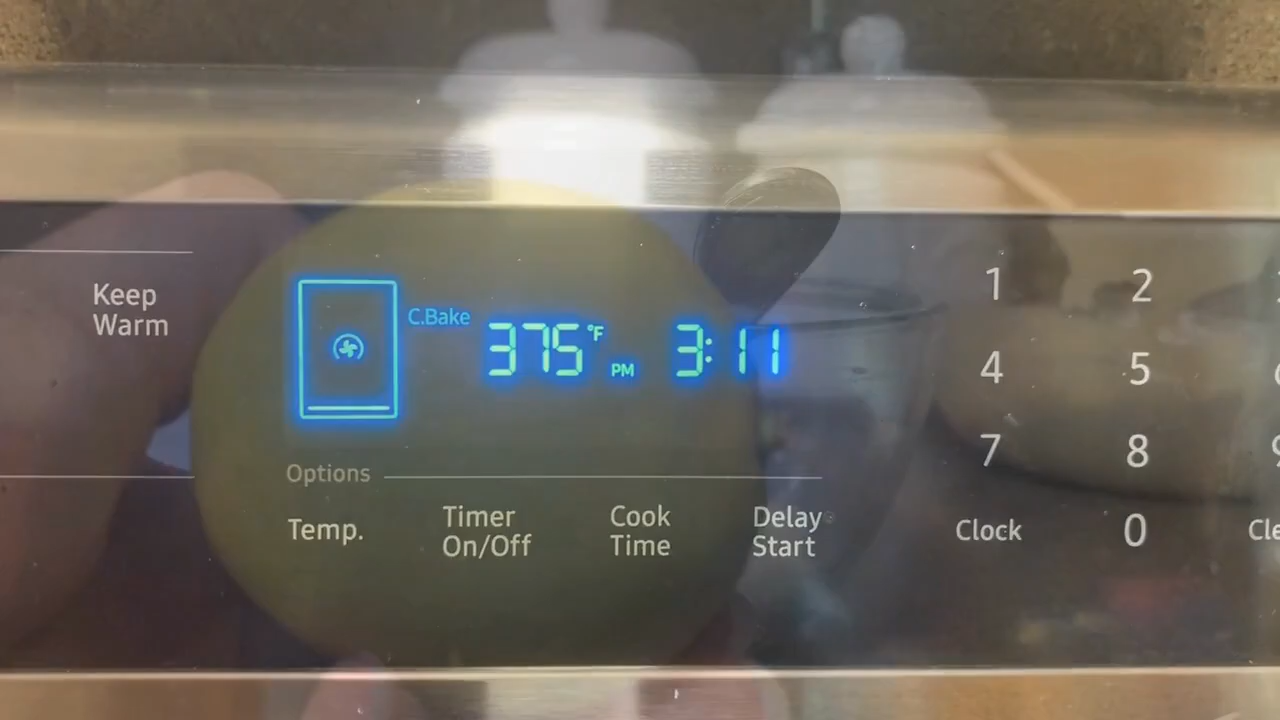 Keep
Warm
C.Bake
375°F
PM 3:11
Options
Temp.
Timer
On/Off
Cook
Time
Delay
Start
1 2
4 5
7 8
Clock 0